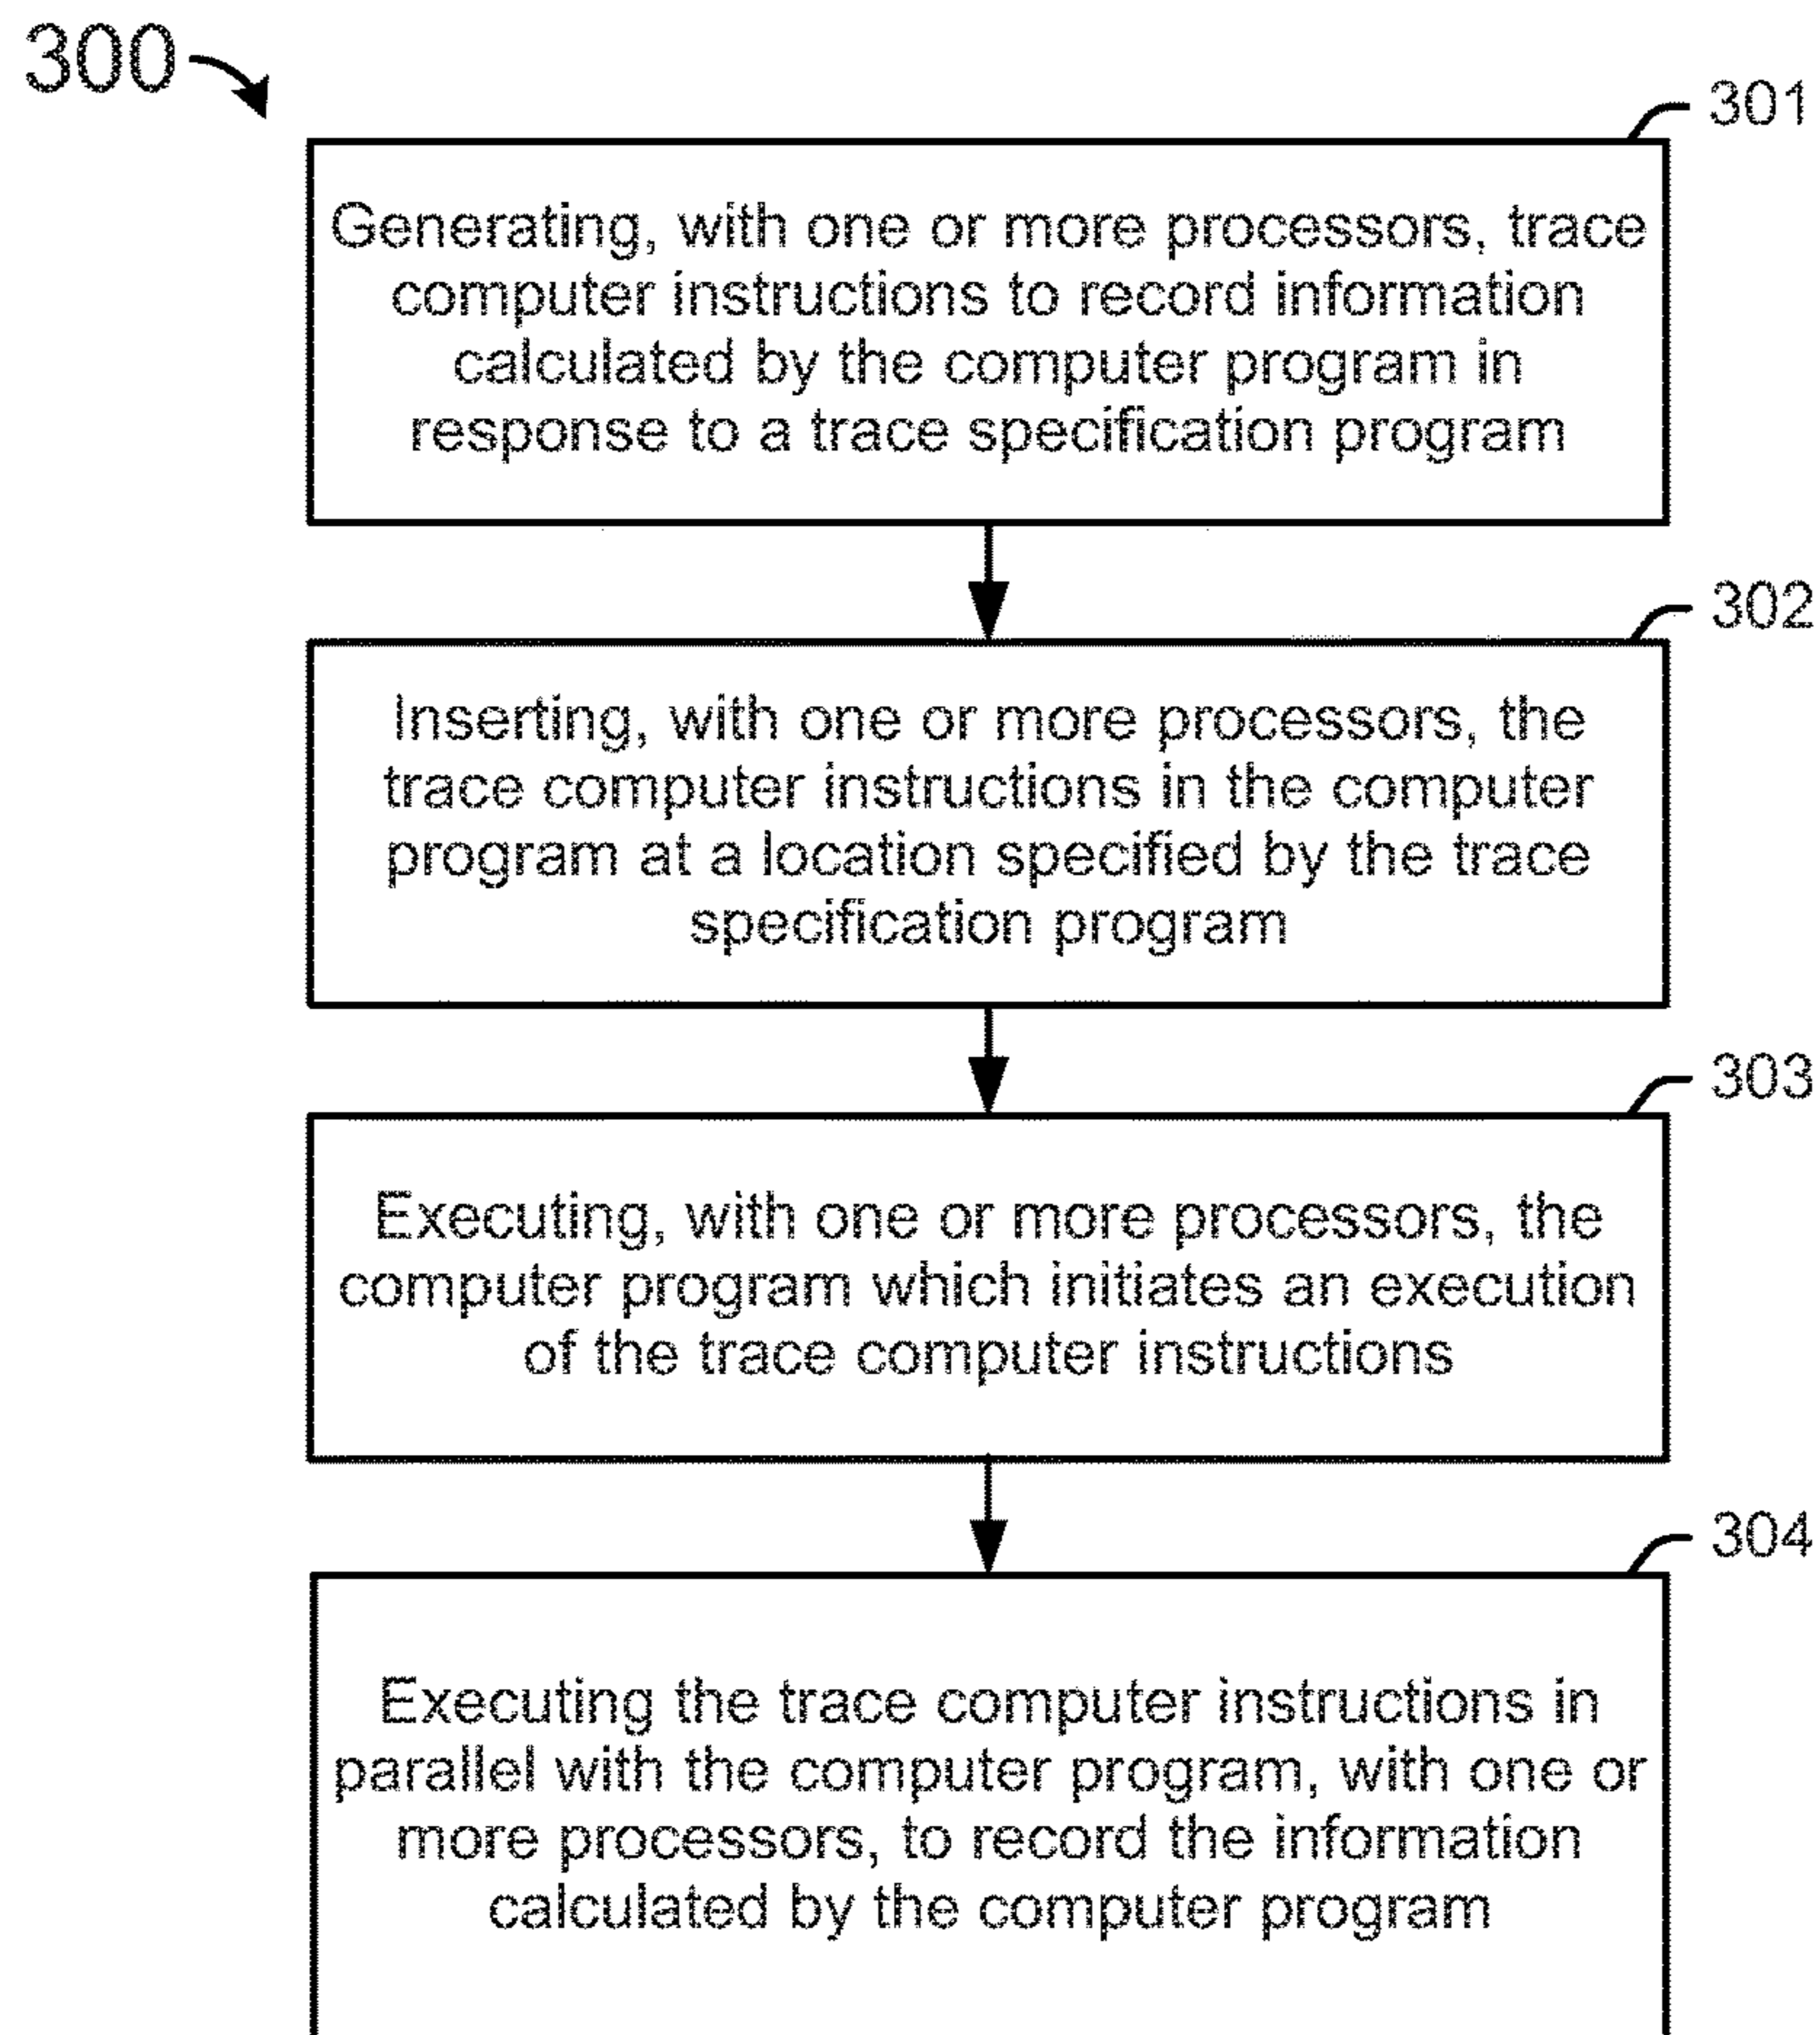 300
301
Generating, with one or more processors, trace
computer instructions to record information
calculated by the computer program in
response to a trace specification program
302
Inserting, with one or more processors, the
trace computer instructions in the computer
program at a location specified by the trace
specification program
303
Executing, with one or more processors, the
computer program which initiates an execution
of the trace computer instructions
304
Executing the trace computer instructions in
parallel with the computer program, with one or
more processors, to record the information
calculated by the computer program